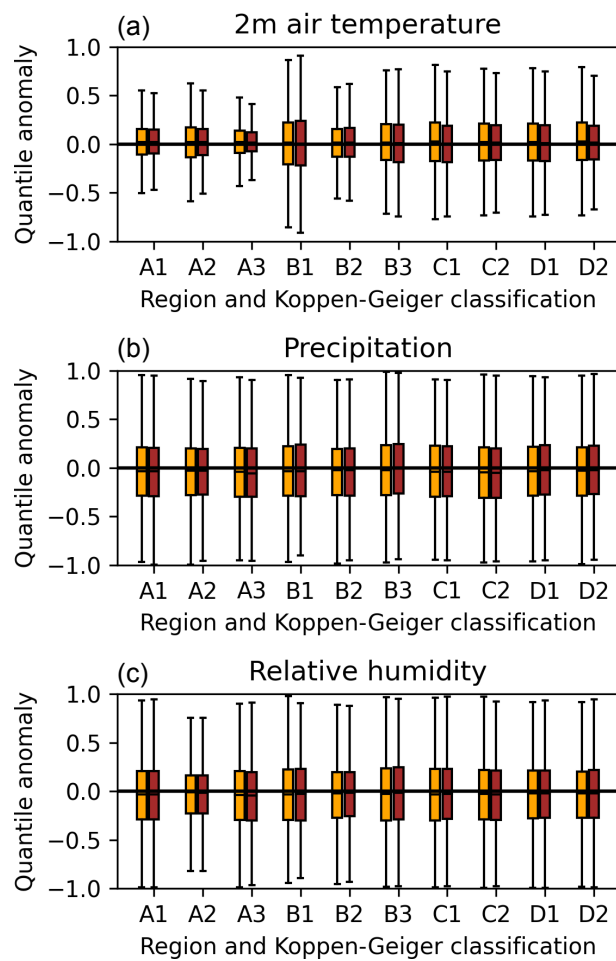 (a) 2m air temperature
Quantile anomaly
1.0
0.5
0.0
−0.5
−1.0
A1 A2 A3 B1 B2 B3 C1 C2 D1 D2
Region and Koppen-Geiger classification
(b) Precipitation
Quantile anomaly
1.0
0.5
0.0
−0.5
−1.0
A1 A2 A3 B1 B2 B3 C1 C2 D1 D2
Region and Koppen-Geiger classification
(c) Relative humidity
Quantile anomaly
1.0
0.5
0.0
−0.5
−1.0
A1 A2 A3 B1 B2 B3 C1 C2 D1 D2
Region and Koppen-Geiger classification